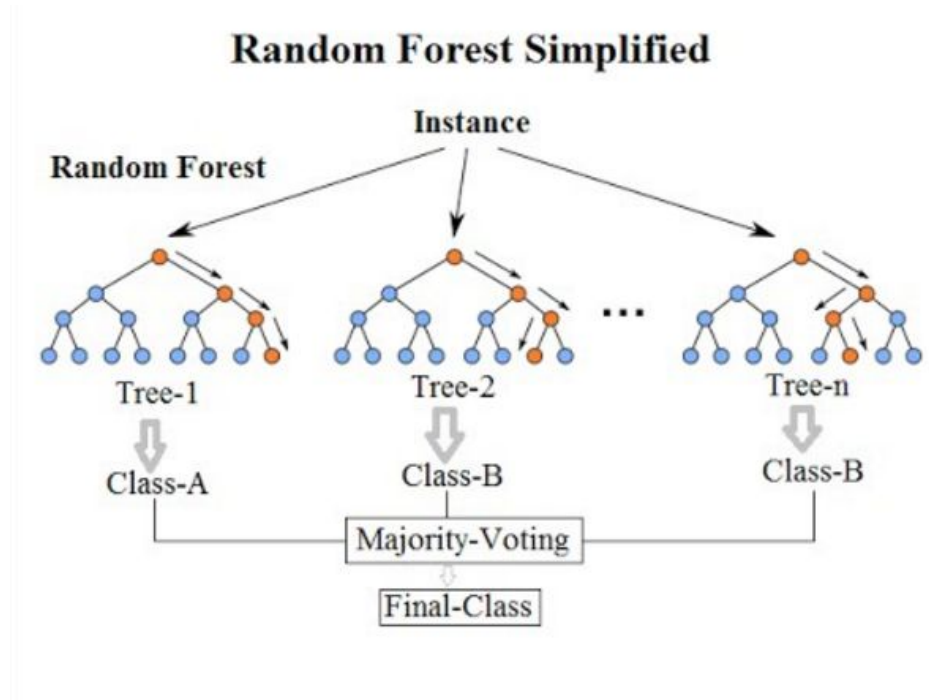 Random Forest Simplified
Instance
Random Forest
...
Tree-1
Tree-2
Tree-n
Class-A
Class-B
Class-B
Majority-Voting
Final-Class